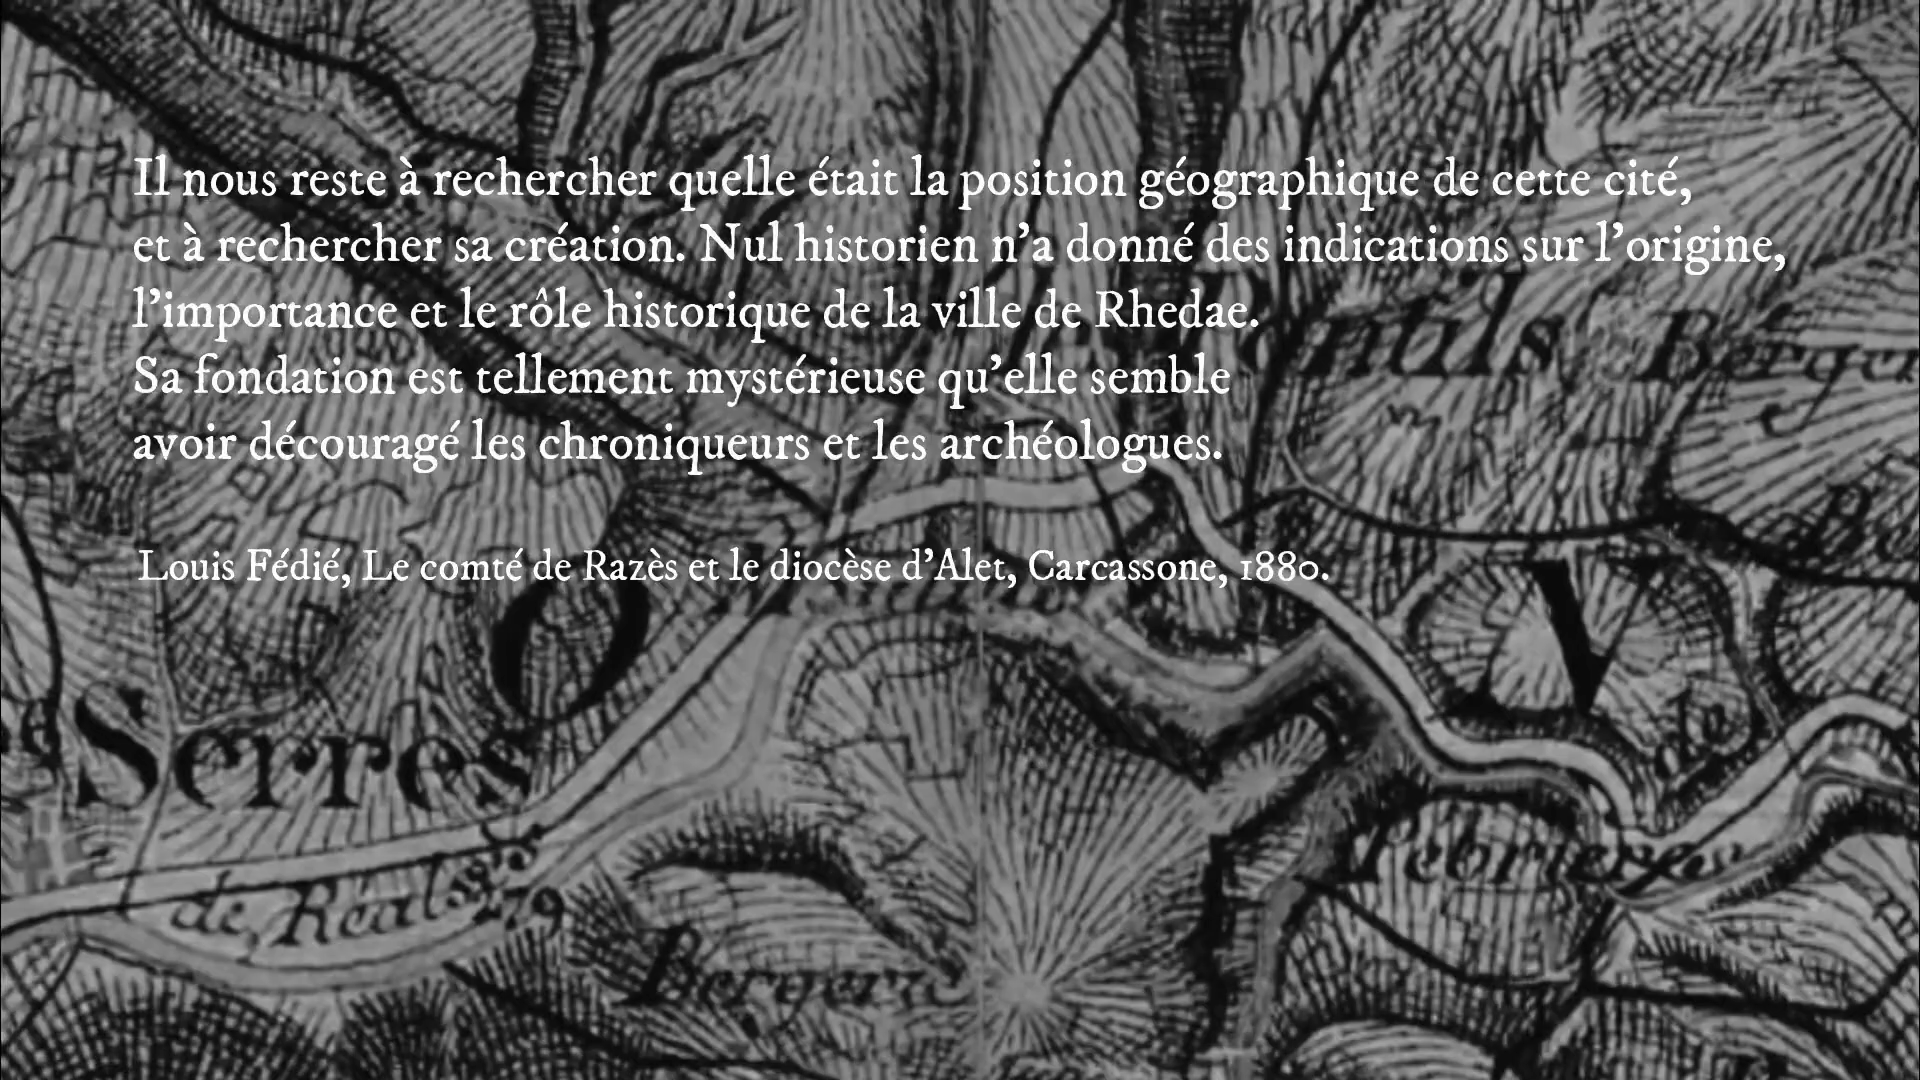 Il nous reste à rechercher quelle était la position géographique de cette cité,
et à rechercher sa création. Nul historien n'a donné des indications sur l'origine,
l'importance et le rôle historique de la ville de Rhedae.
Sa fondation est tellement mystérieuse qu'elle semble
avoir découragé les chroniqueurs et les archéologues.
Louis Fédié, Le comté de Razès et le diocèse d'Alet, Carcassone, 1880.
O
V
Serres
de
de Réals